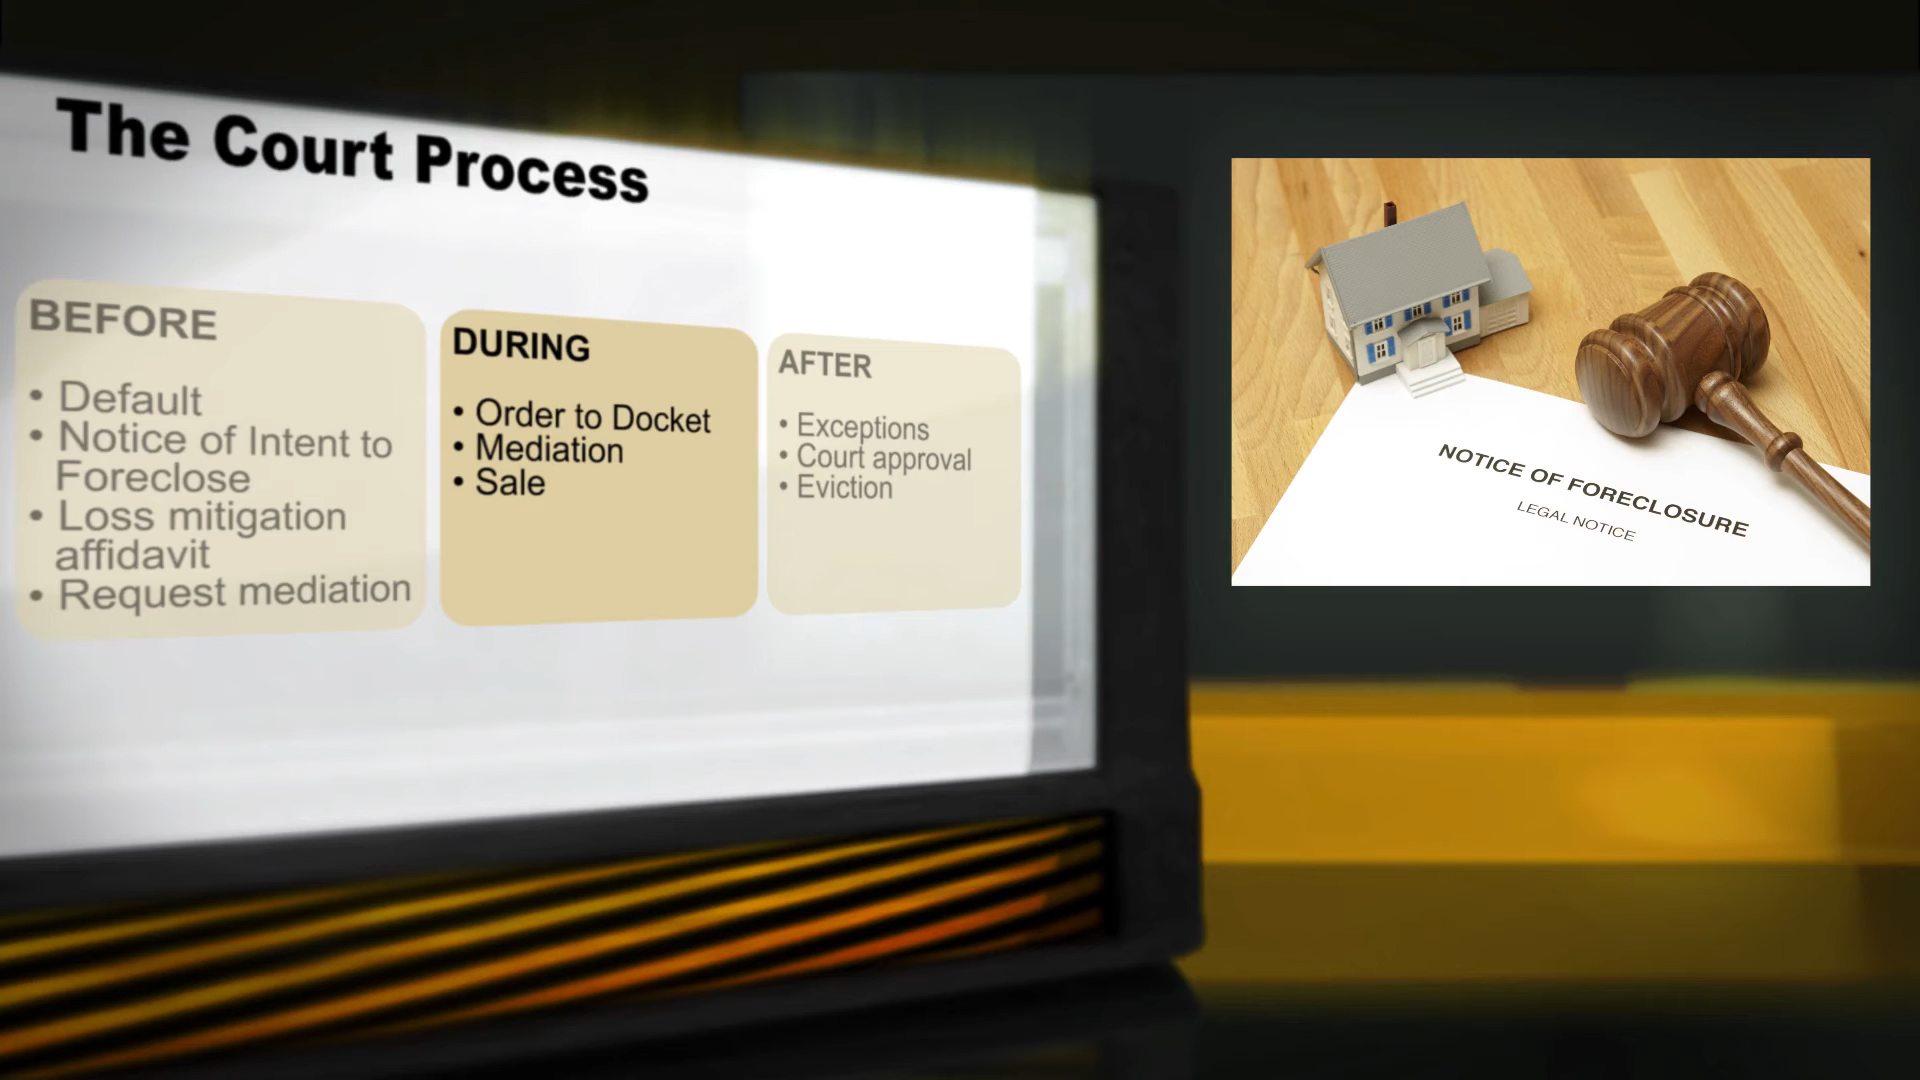 The Court Process
BEFORE
• Default
• Notice of Intent to
Foreclose
• Loss mitigation
affidavit
• Request mediation
DURING
• Order to Docket
• Mediation
• Sale
AFTER
• Exceptions
• Court approval
• Eviction
NOTICE OF FORECLOSURE
LEGAL NOTICE